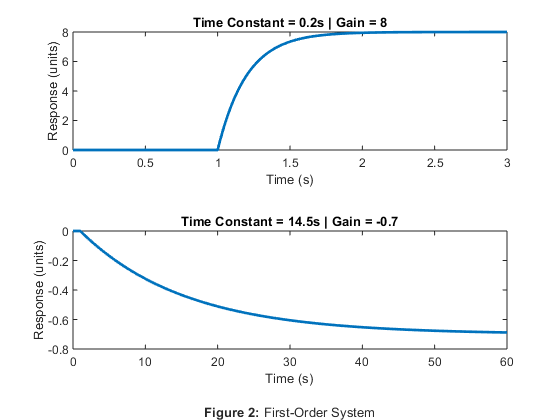 Time Constant = 0.2s | Gain = 8
8
6
4
2
0
Response (units)
0 0.5 1 1.5 2 2.5 3
Time (s)
Time Constant = 14.5s | Gain = -0.7
0
-0.2
-0.4
-0.6
-0.8
Response (units)
0 10 20 30 40 50 60
Time (s)
Figure 2: First-Order System